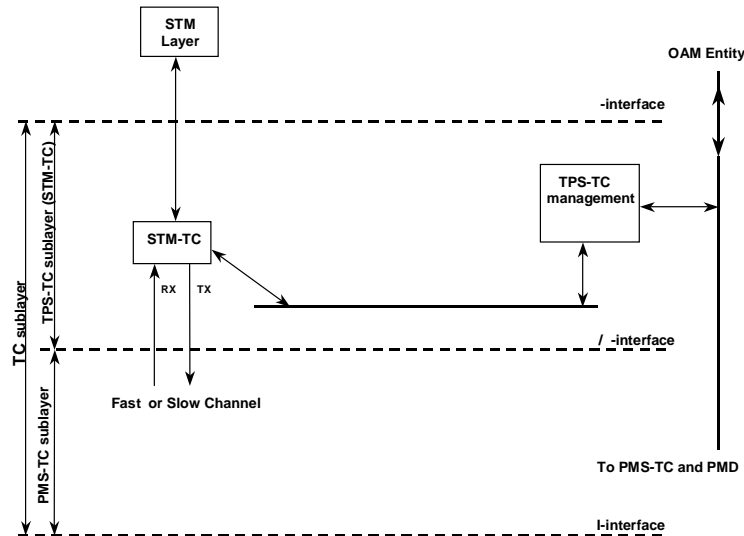 STM
Layer
OAM Entity
-interface
TPS-TC
management
STM-TC
RX
TX
/ -interface
Fast or Slow Channel
To PMS-TC and PMD
I-interface
TC sublayer
TPS-TC sublayer (STM-TC)
PMS-TC sublayer